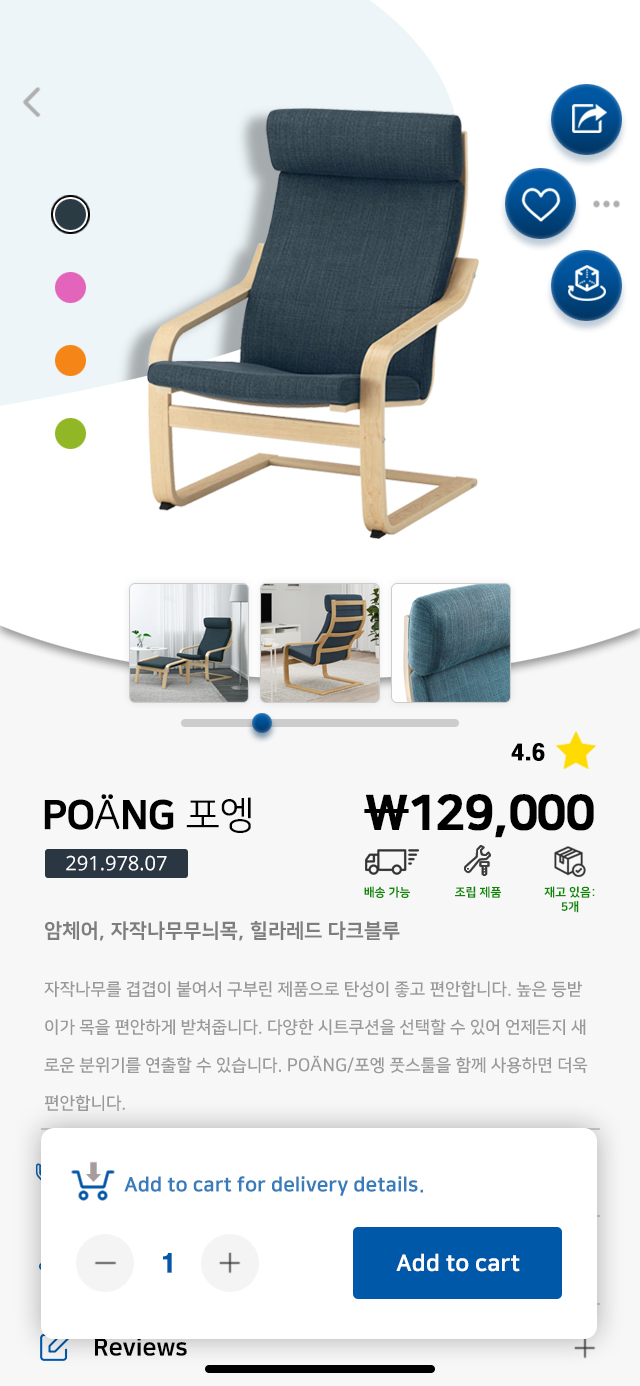 4.6
POÄNG 포엥
₩129,000
291.978.07
배송 가능
조립 제품
재고 있음:
5개
암체어, 자작나무무늬목, 힐라레드 다크블루
자작나무를 겹겹이 붙여서 구부린 제품으로 탄성이 좋고 편안합니다. 높은 등받
이가 목을 편안하게 받쳐줍니다. 다양한 시트쿠션을 선택할 수 있어 언제든지 새
로운 분위기를 연출할 수 있습니다. POÄNG/포엥 풋스툴을 함께 사용하면 더욱
편안합니다.
Add to cart for delivery details.
1
Add to cart
Reviews